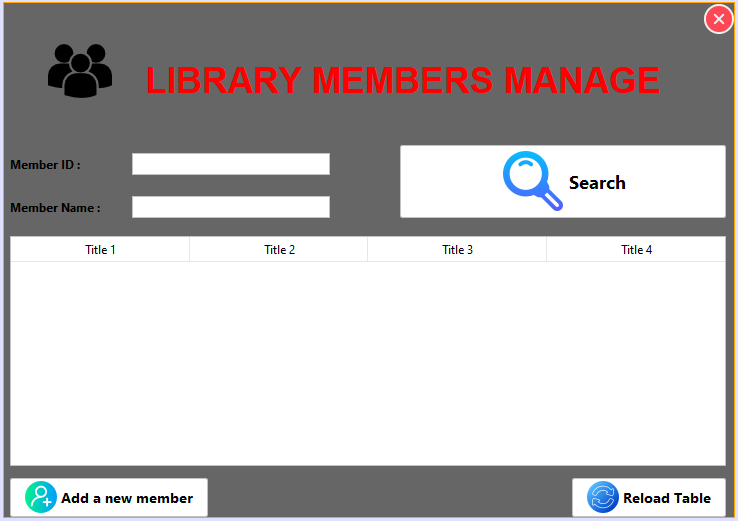 LIBRARY MEMBERS MANAGE
Member ID :
Search
Member Name :
Title 1 Title 2 Title 3 Title 4
Add a new member
Reload Table